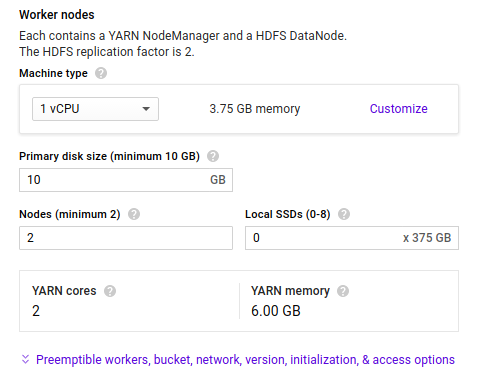 Worker nodes
Each contains a YARN NodeManager and a HDFS DataNode.
The HDFS replication factor is 2.
Machine type ?
1 vCPU 3.75 GB memory Customize
Primary disk size (minimum 10 GB) ?
10 GB
Nodes (minimum 2) ? Local SSDs (0-8) ?
2 0 x 375 GB
YARN cores ? YARN memory ?
2 6.00 GB
Preemptible workers, bucket, network, version, initialization, & access options